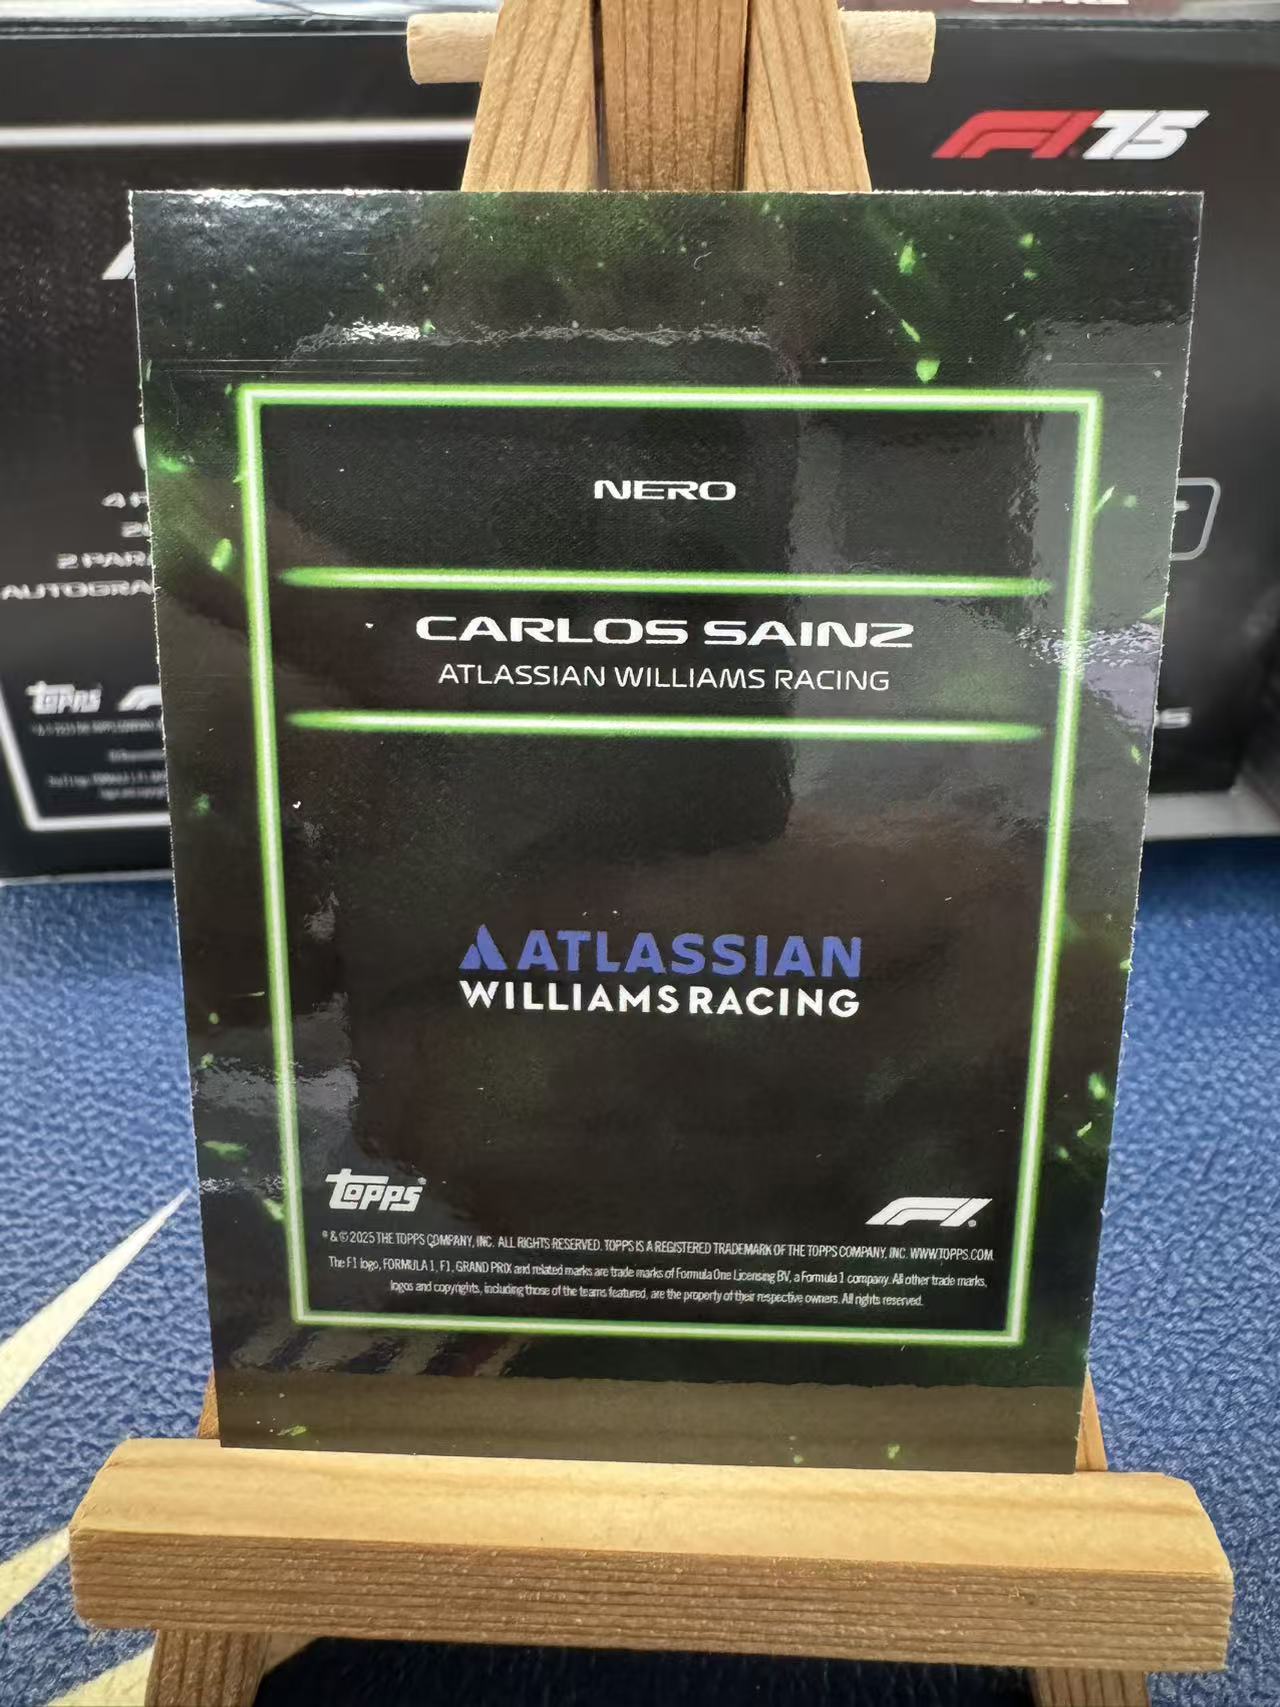 F1 75
NERO
CARLOS SAINZ
ATLASSIAN WILLIAMS RACING
2 PAR
AUTOGRA
topps
ATLASSIAN
WILLIAMS RACING
topps
F1
® & © 2025 THE TOPPS COMPANY, INC. ALL RIGHTS RESERVED. TOPPS IS A REGISTERED TRADEMARK OF THE TOPPS COMPANY, INC. WWW.TOPPS.COM
The F1 logo, FORMULA 1, F1, GRAND PRIX and related marks are trade marks of Formula One Licensing BV, a Formula 1 company. All other trade marks,
logos and copyrights, including those of the teams featured, are the property of their respective owners. All rights reserved.